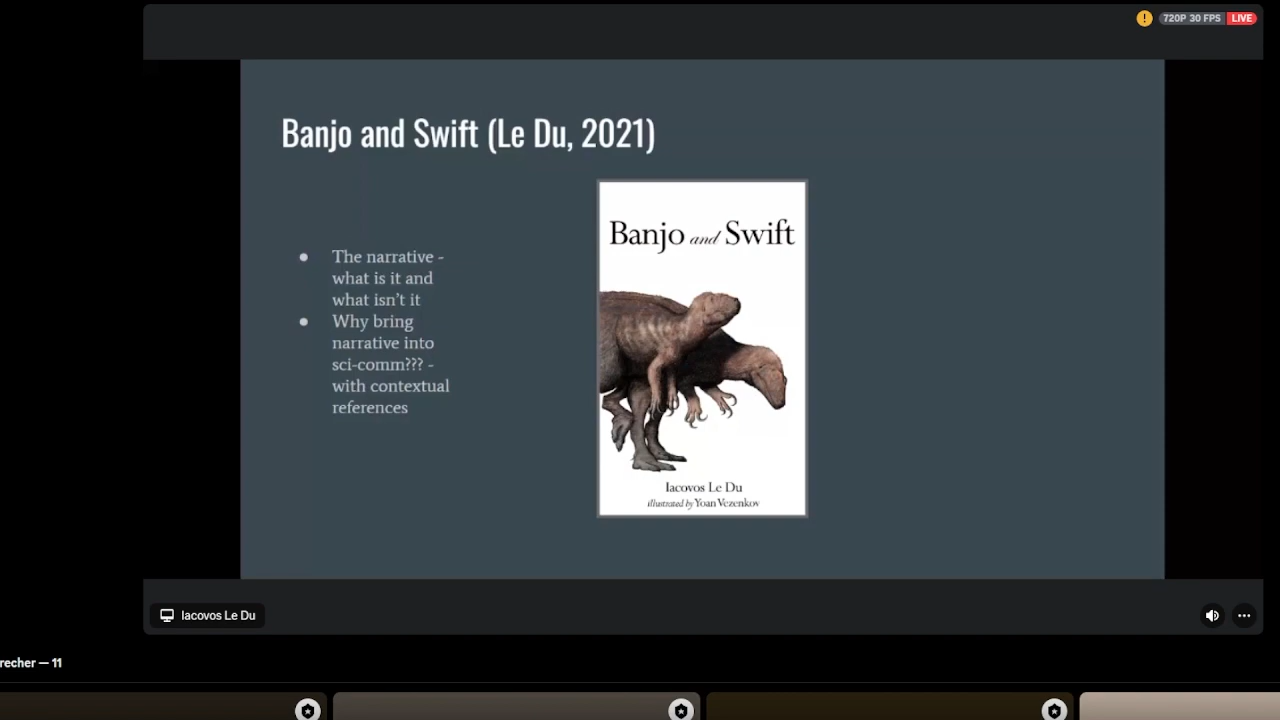 720P 30 FPS LIVE
Banjo and Swift (Le Du, 2021)
● The narrative -
what is it and
what isn't it
● Why bring
narrative into
sci-comm??? -
with contextual
references
Banjo and Swift
Iacovos Le Du
illustrated by Yoan Vezenkov
Iacovos Le Du
recher — 11